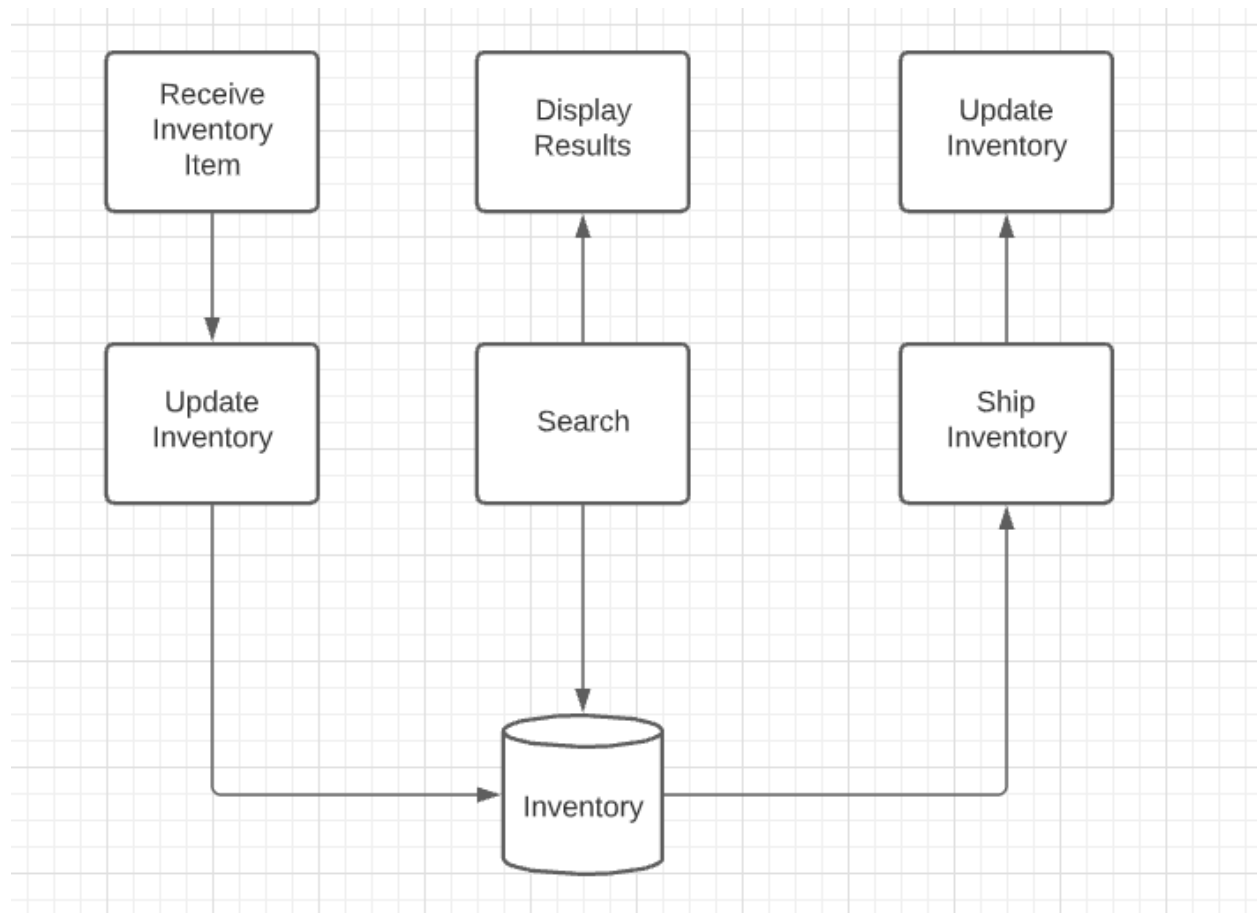 Receive
Inventory
Item
Display
Results
Update
Inventory
Update
Inventory
Search
Ship
Inventory
Inventory